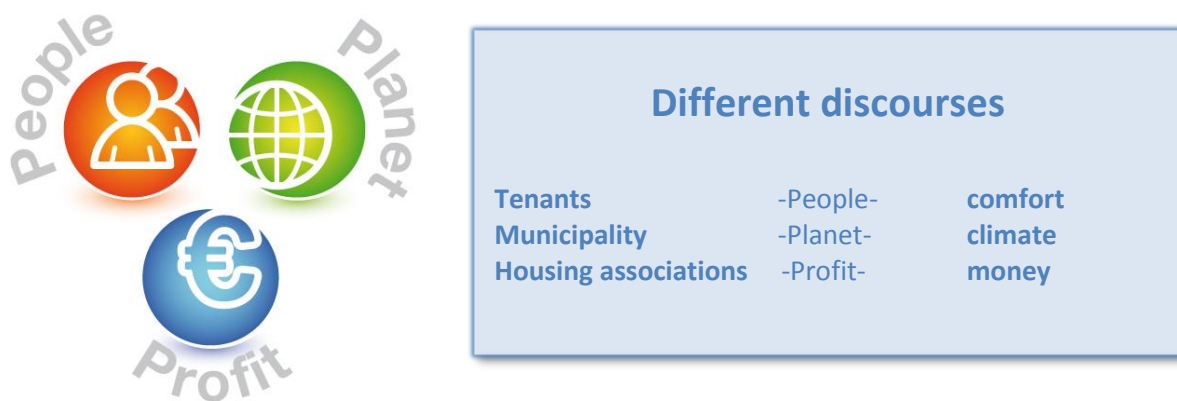 People
Planet
Profit
Different discourses
Tenants -People- comfort
Municipality -Planet- climate
Housing associations -Profit- money